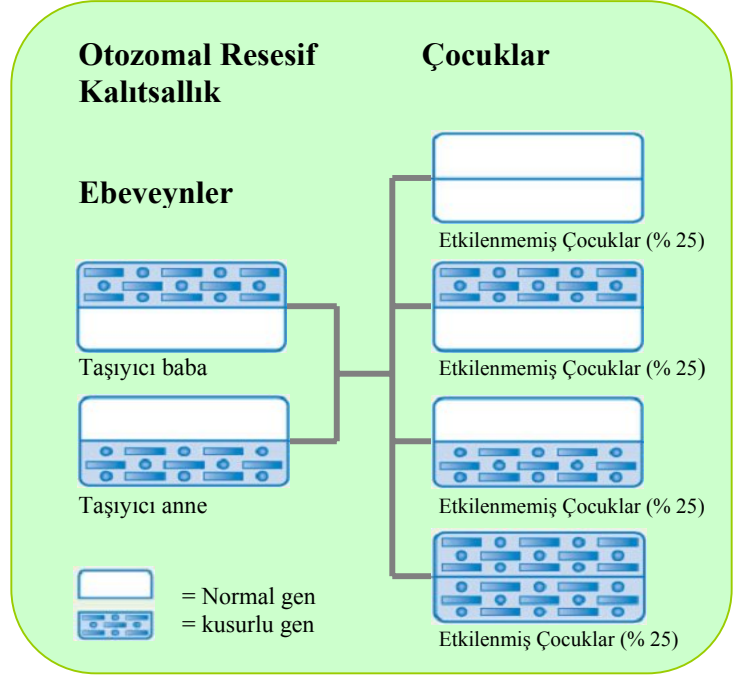 Otozomal Resesif
Kalıtsallık
Çocuklar
Ebeveynler
Etkilenmemiş Çocuklar (% 25)
Taşıyıcı baba
Etkilenmemiş Çocuklar (% 25)
Taşıyıcı anne
Etkilenmemiş Çocuklar (% 25)
= Normal gen
= kusurlu gen
Etkilenmiş Çocuklar (% 25)